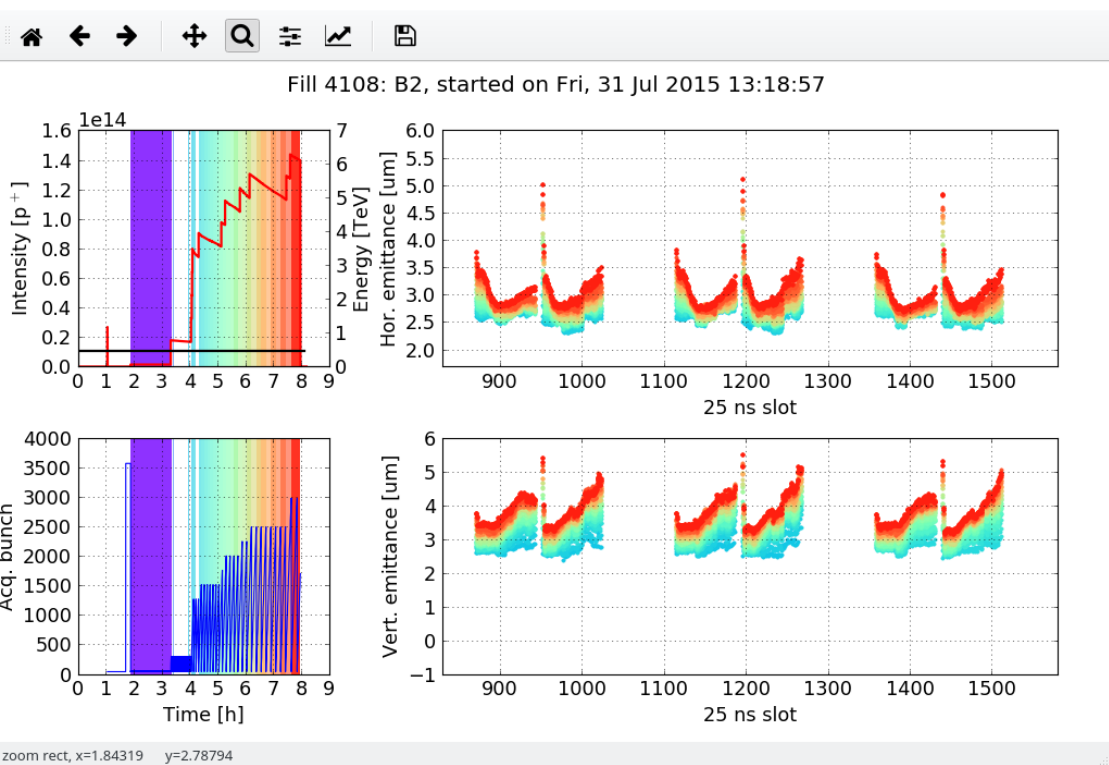 Fill 4108: B2, started on Fri, 31 Jul 2015 13:18:57
1e14
1.6
1.4
1.2
1.0
0.8
0.6
0.4
0.2
0.0
Intensity [p⁺]
0 1 2 3 4 5 6 7 8 9
7
6
5
4
3
2
1
0
Energy [TeV]
6.0
5.5
5.0
4.5
4.0
3.5
3.0
2.5
2.0
Hor. emittance [um]
900 1000 1100 1200 1300 1400 1500
25 ns slot
4000
3500
3000
2500
2000
1500
1000
500
0
Acq. bunch
0 1 2 3 4 5 6 7 8 9
Time [h]
6
5
4
3
2
1
0
−1
Vert. emittance [um]
900 1000 1100 1200 1300 1400 1500
25 ns slot
zoom rect, x=1.84319 y=2.78794